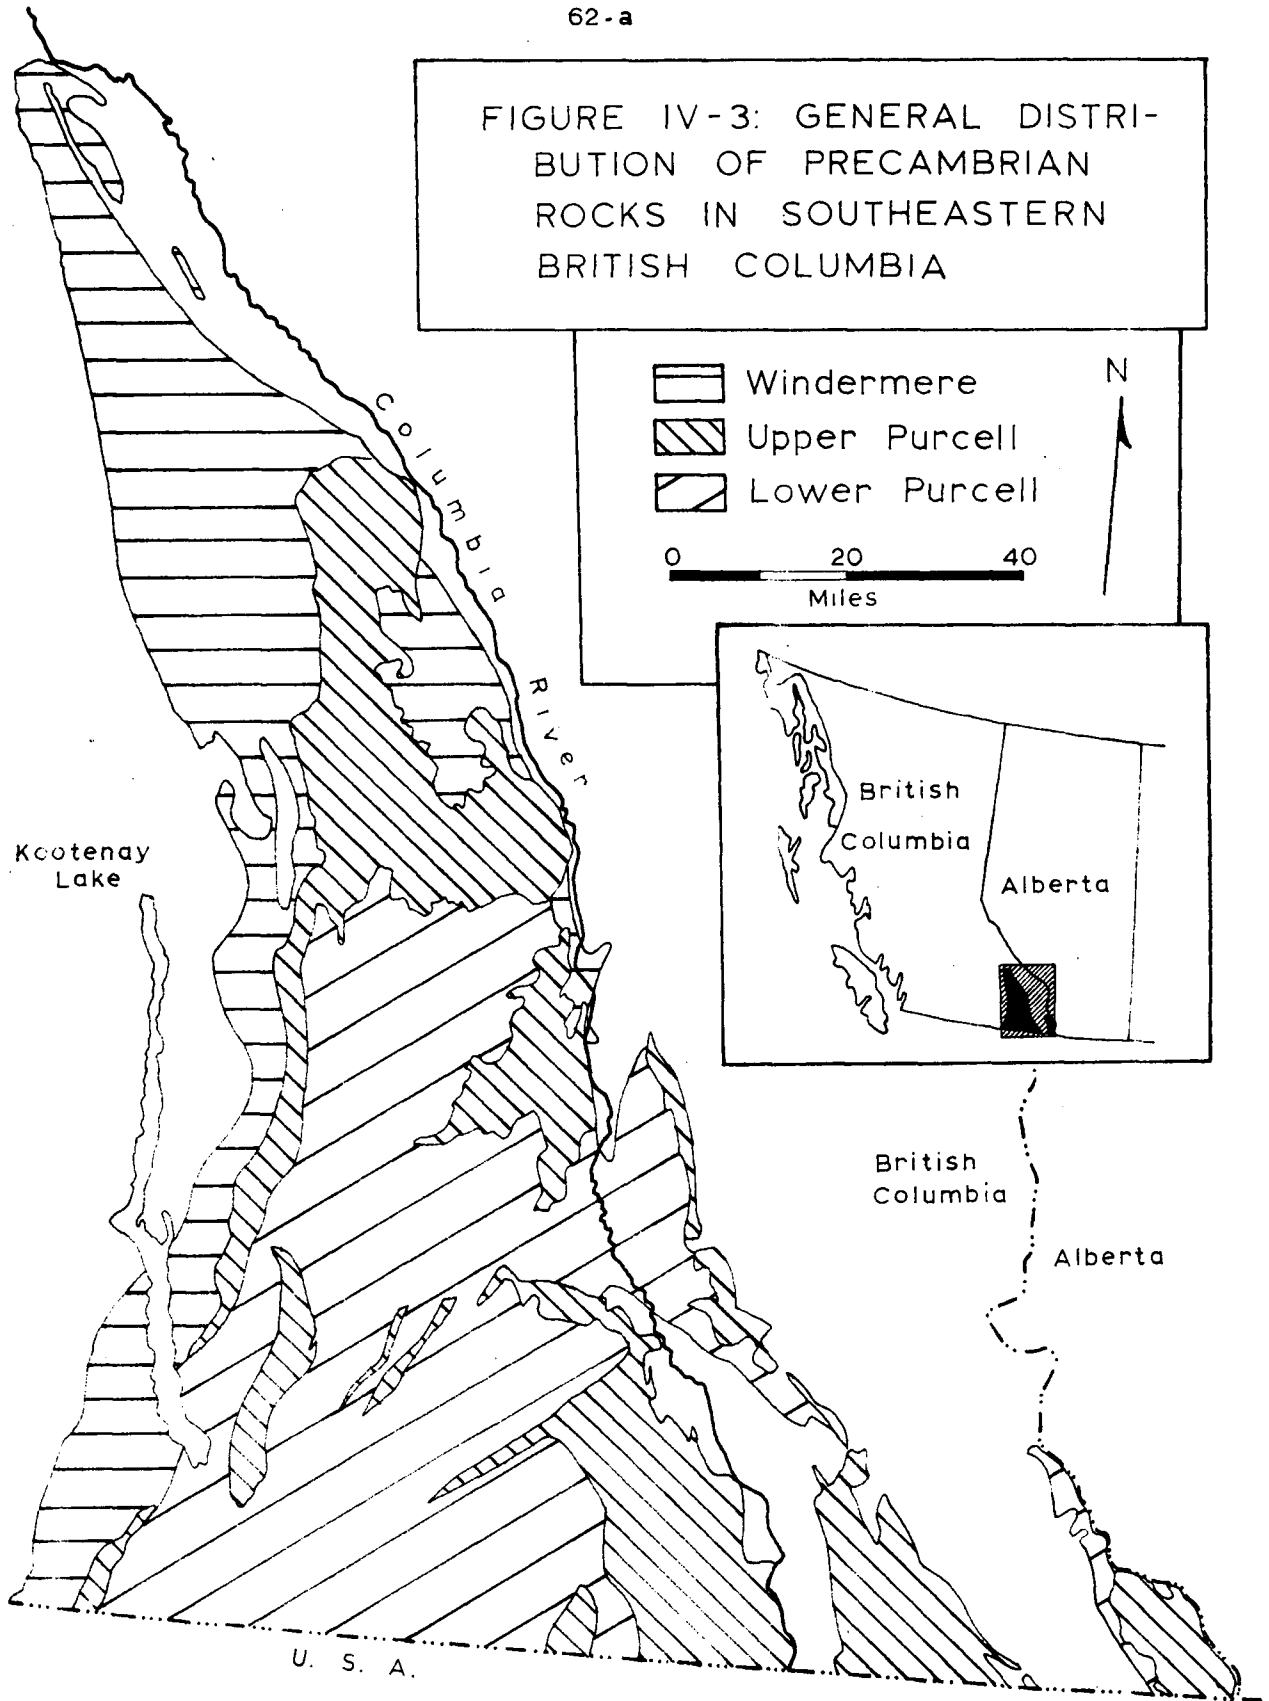 62-a
FIGURE IV-3: GENERAL DISTRI-
BUTION OF PRECAMBRIAN
ROCKS IN SOUTHEASTERN
BRITISH COLUMBIA
Windermere
Upper Purcell
Lower Purcell
N
0 20 40
Miles
Columbia River
British
Columbia
Alberta
Kootenay
Lake
British
Columbia
Alberta
U. S. A.